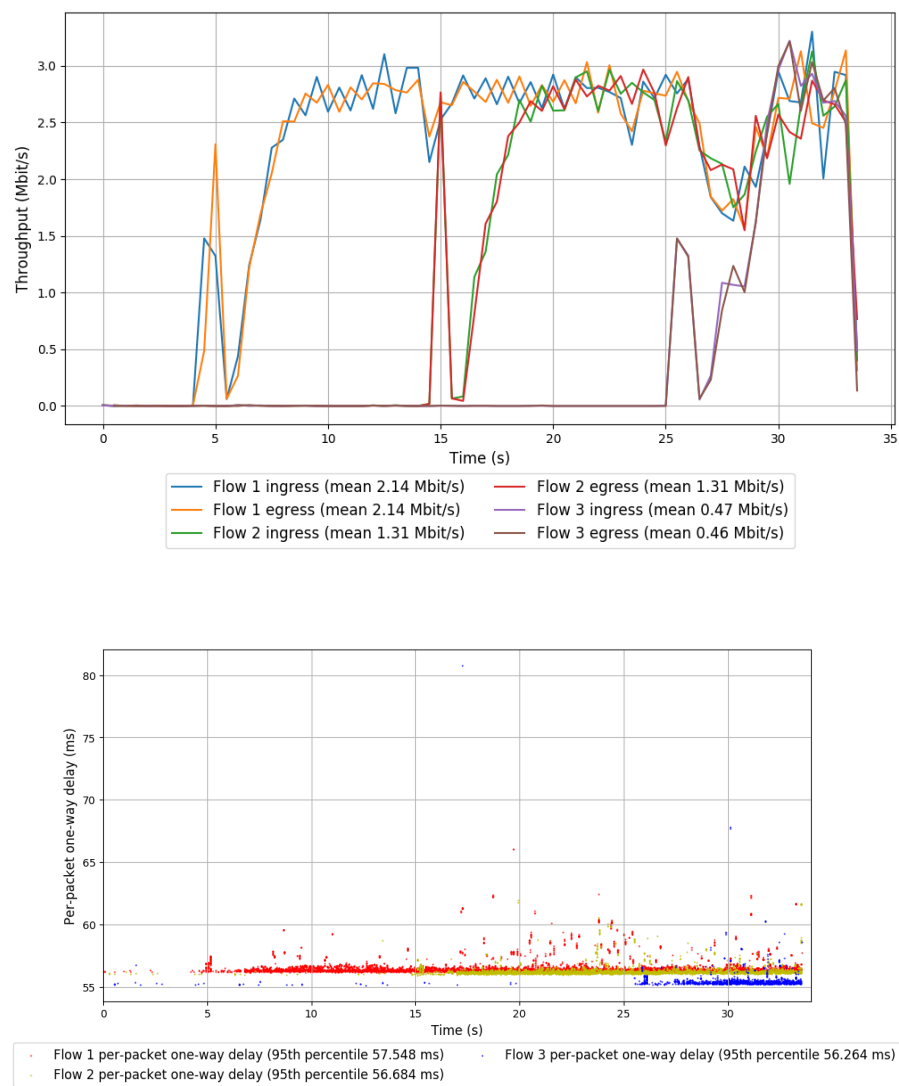 Throughput (Mbit/s)
3.0
2.5
2.0
1.5
1.0
0.5
0.0
0 5 10 15 20 25 30 35
Time (s)
Flow 1 ingress (mean 2.14 Mbit/s)
Flow 1 egress (mean 2.14 Mbit/s)
Flow 2 ingress (mean 1.31 Mbit/s)
Flow 2 egress (mean 1.31 Mbit/s)
Flow 3 ingress (mean 0.47 Mbit/s)
Flow 3 egress (mean 0.46 Mbit/s)
Per-packet one-way delay (ms)
80
75
70
65
60
55
0 5 10 15 20 25 30
Time (s)
Flow 1 per-packet one-way delay (95th percentile 57.548 ms)
Flow 2 per-packet one-way delay (95th percentile 56.684 ms)
Flow 3 per-packet one-way delay (95th percentile 56.264 ms)